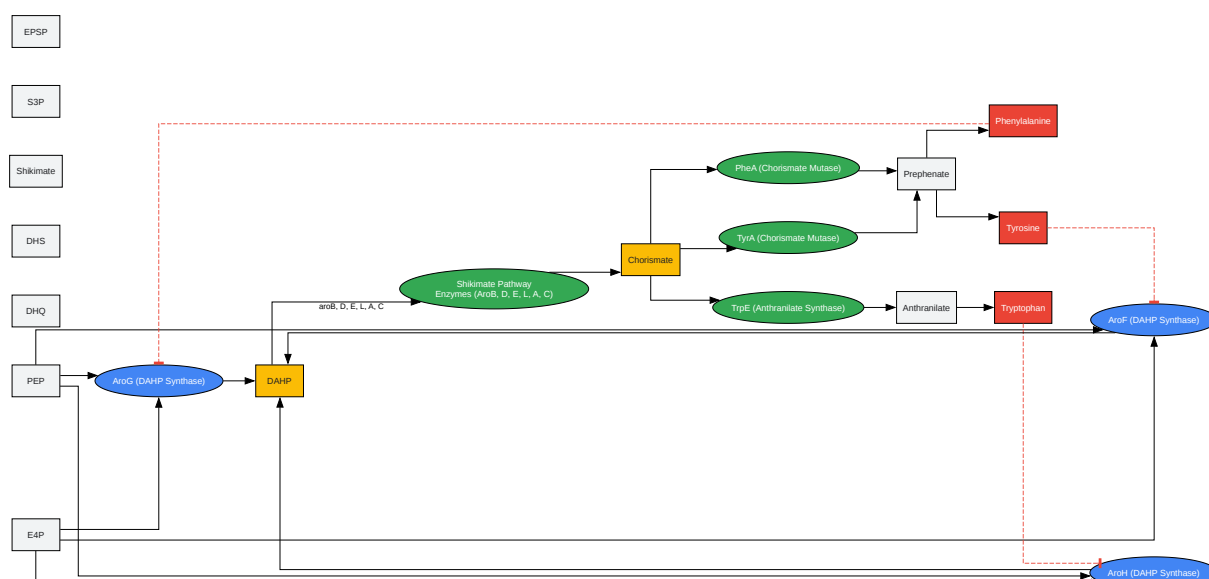 EPSP
S3P
Phenylalanine
Shikimate
PheA (Chorismate Mutase)
Prephenate
DHS
TyrA (Chorismate Mutase)
Tyrosine
Chorismate
Shikimate Pathway
Enzymes (AroB, D, E, L, A, C)
aroB, D, E, L, A, C
DHQ
TrpE (Anthranilate Synthase)
Anthranilate
Tryptophan
AroF (DAHP Synthase)
PEP
AroG (DAHP Synthase)
DAHP
E4P
AroH (DAHP Synthase)